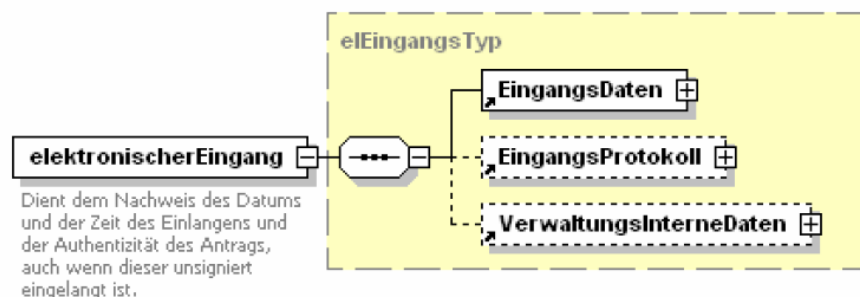 elEingangsTyp
EingangsDaten
elektronischerEingang
EingangsProtokoll
VerwaltungsInterneDaten
Dient dem Nachweis des Datums
und der Zeit des Einlangens und
der Authentizität des Antrags,
auch wenn dieser unsigniert
eingelangt ist.